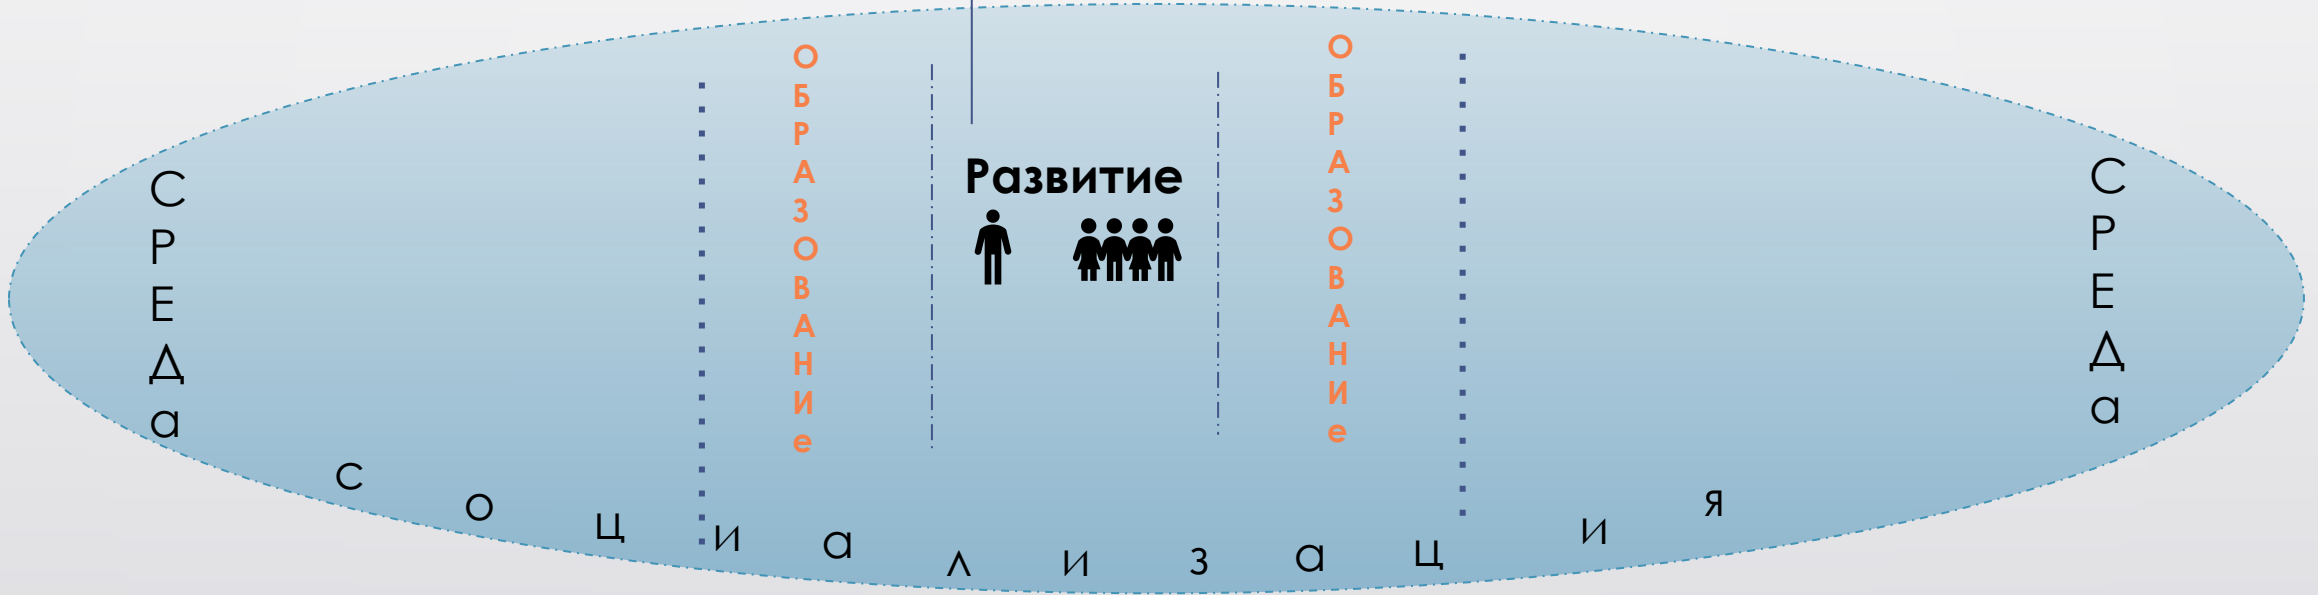 СРЕДа
ОБРАЗОВАНИе
Развитие
ОБРАЗОВАНИе
СРЕДа
социализация